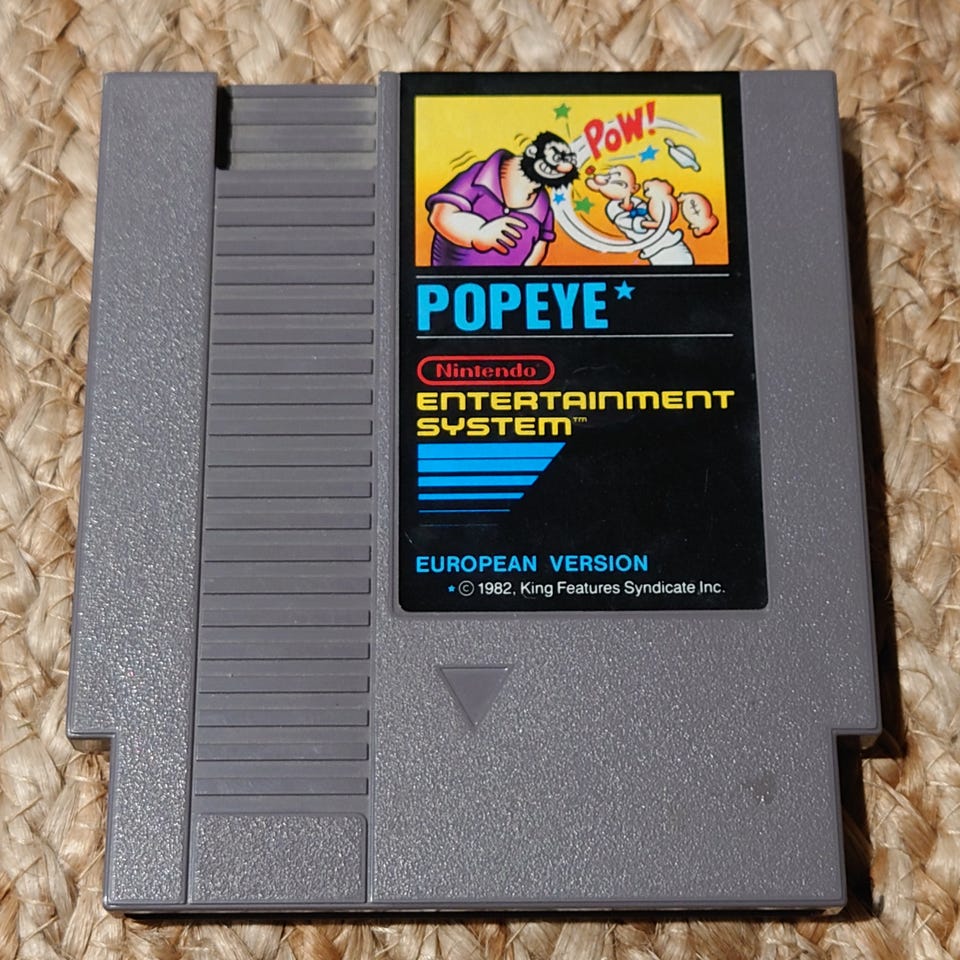 POW!
POPEYE*
Nintendo®
ENTERTAINMENT
SYSTEM™
EUROPEAN VERSION
* © 1982, King Features Syndicate Inc.